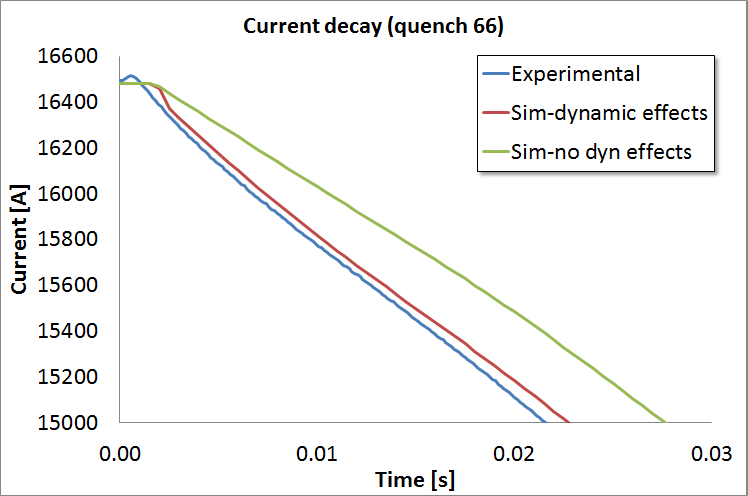 Current decay (quench 66)
16600
16400
16200
16000
15800
15600
15400
15200
15000
Current [A]
Experimental
Sim-dynamic effects
Sim-no dyn effects
0.00 0.01 0.02 0.03
Time [s]